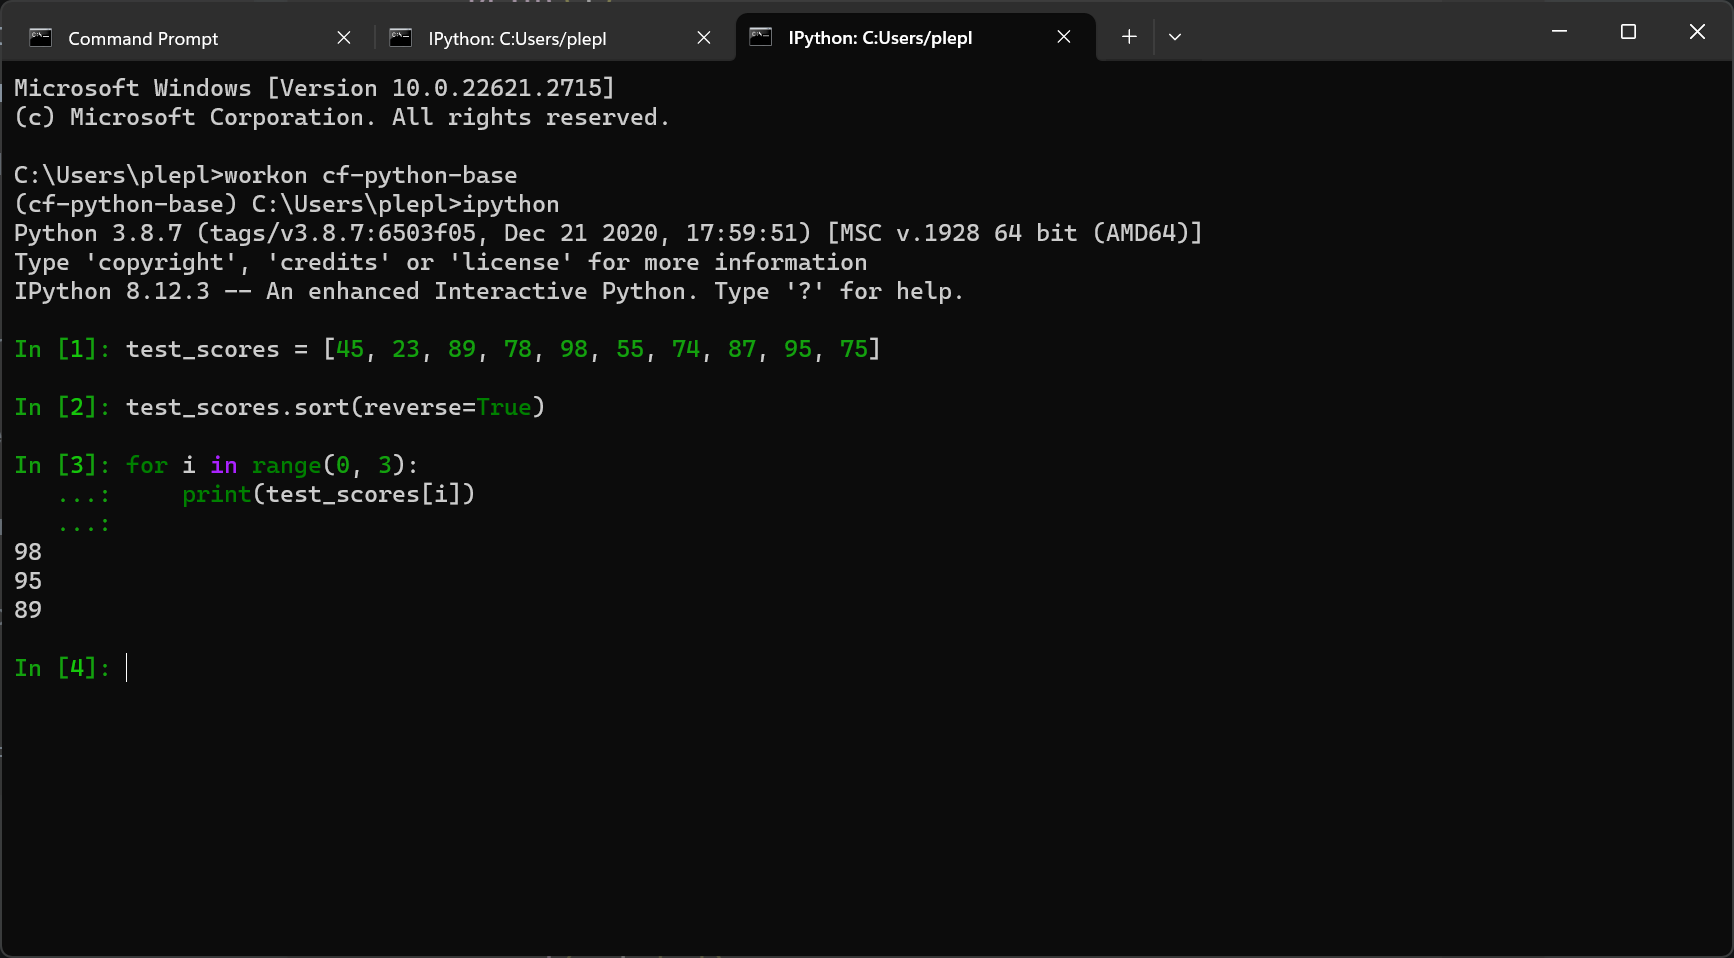 Command Prompt
IPython: C:Users/plepl
IPython: C:Users/plepl
Microsoft Windows [Version 10.0.22621.2715]
(c) Microsoft Corporation. All rights reserved.
C:\Users\plepl>workon cf-python-base
(cf-python-base) C:\Users\plepl>ipython
Python 3.8.7 (tags/v3.8.7:6503f05, Dec 21 2020, 17:59:51) [MSC v.1928 64 bit (AMD64)]
Type 'copyright', 'credits' or 'license' for more information
IPython 8.12.3 -- An enhanced Interactive Python. Type '?' for help.
In [1]: test_scores = [45, 23, 89, 78, 98, 55, 74, 87, 95, 75]
In [2]: test_scores.sort(reverse=True)
In [3]: for i in range(0, 3):
   ...:     print(test_scores[i])
   ...:
98
95
89
In [4]: